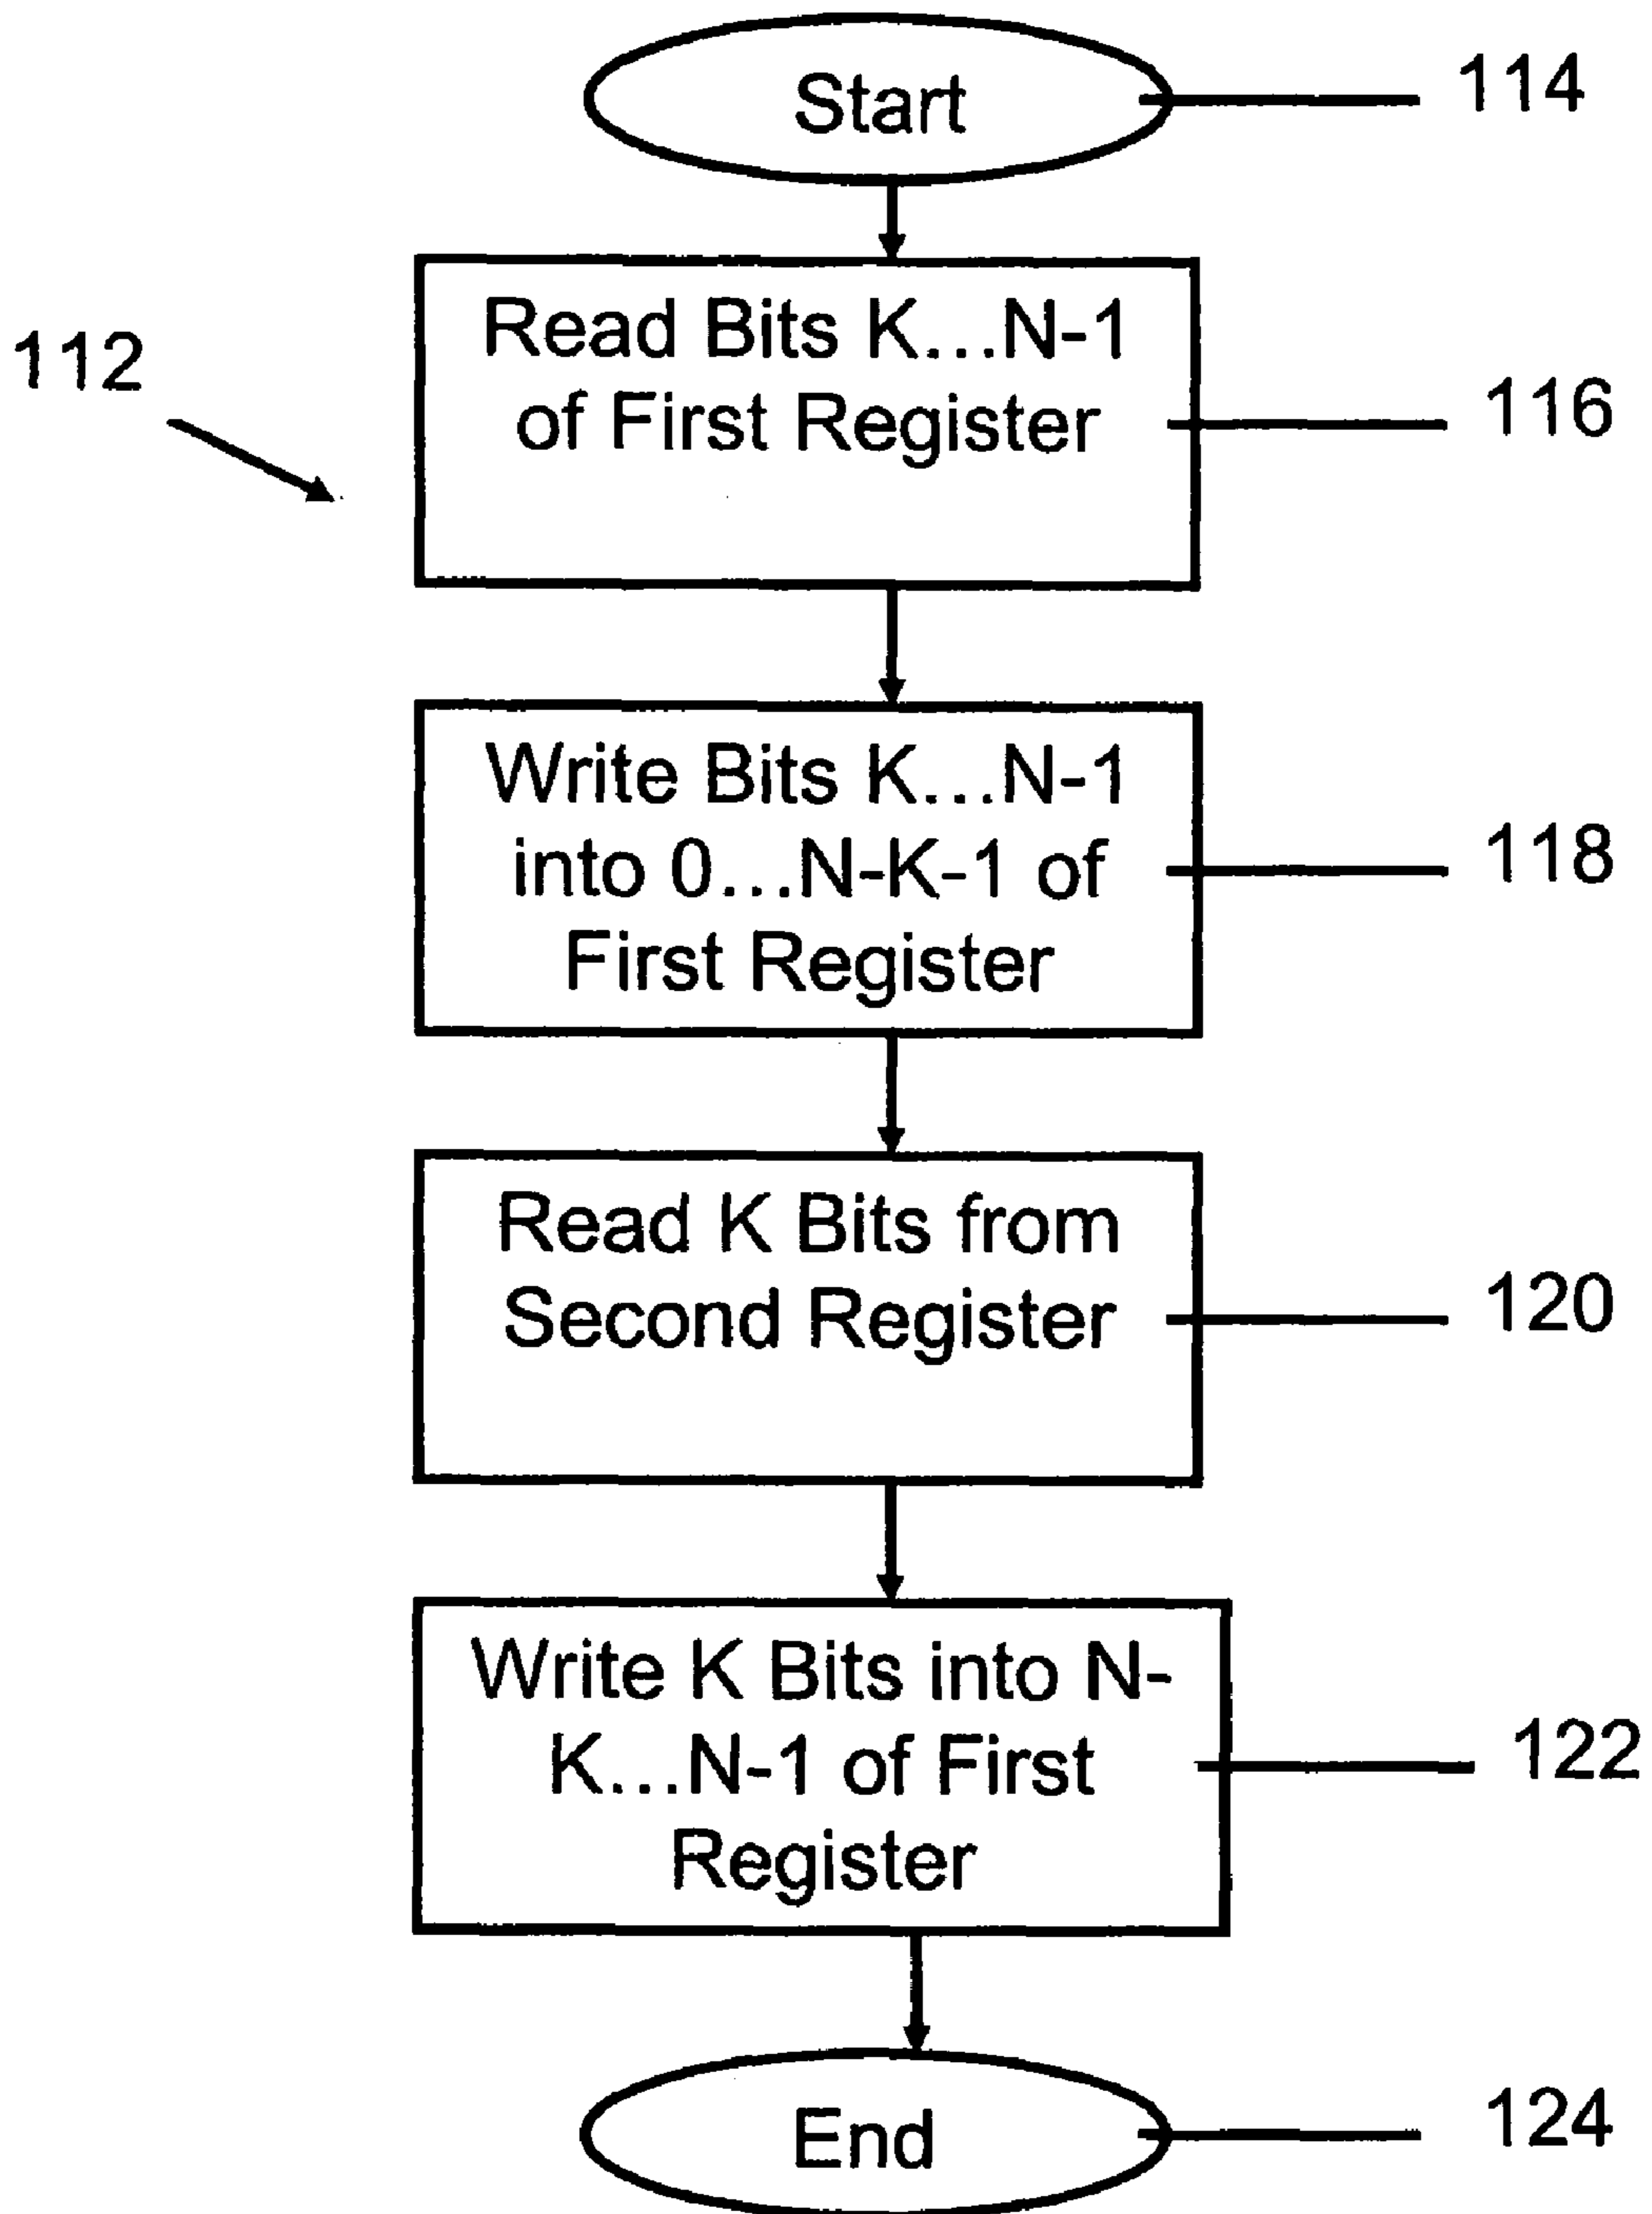 Start
114
112
Read Bits K...N-1
of First Register
116
Write Bits K...N-1
into 0...N-K-1 of
First Register
118
Read K Bits from
Second Register
120
Write K Bits into N-
K...N-1 of First
Register
122
End
124